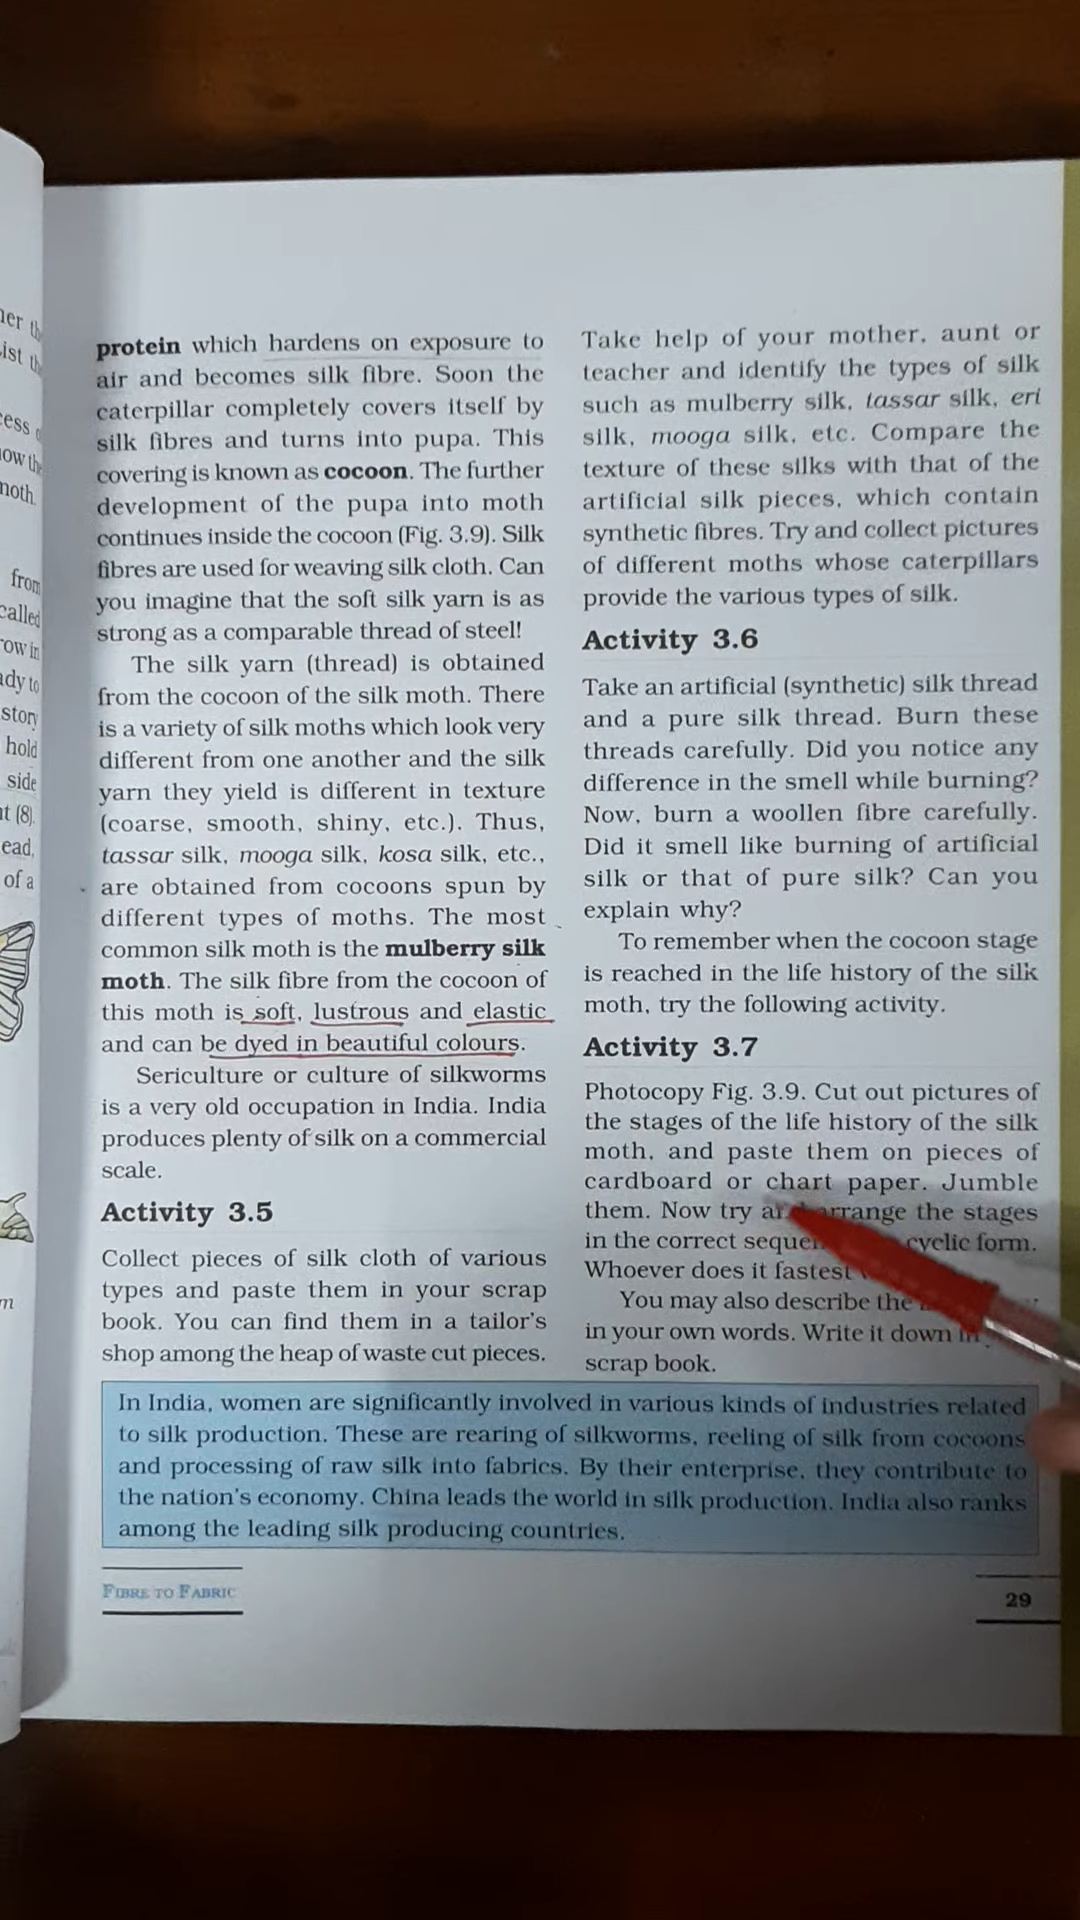 protein which hardens on exposure to
air and becomes silk fibre. Soon the
caterpillar completely covers itself by
silk fibres and turns into pupa. This
covering is known as cocoon. The further
development of the pupa into moth
continues inside the cocoon (Fig. 3.9). Silk
fibres are used for weaving silk cloth. Can
you imagine that the soft silk yarn is as
strong as a comparable thread of steel!
The silk yarn (thread) is obtained
from the cocoon of the silk moth. There
is a variety of silk moths which look very
different from one another and the silk
yarn they yield is different in texture
(coarse, smooth, shiny, etc.). Thus,
tassar silk, mooga silk, kosa silk, etc.,
are obtained from cocoons spun by
different types of moths. The most
common silk moth is the mulberry silk
moth. The silk fibre from the cocoon of
this moth is soft, lustrous and elastic
and can be dyed in beautiful colours.
Sericulture or culture of silkworms
is a very old occupation in India. India
produces plenty of silk on a commercial
scale.
Activity 3.5
Collect pieces of silk cloth of various
types and paste them in your scrap
book. You can find them in a tailor's
shop among the heap of waste cut pieces.
Take help of your mother, aunt or
teacher and identify the types of silk
such as mulberry silk, tassar silk, eri
silk, mooga silk, etc. Compare the
texture of these silks with that of the
artificial silk pieces, which contain
synthetic fibres. Try and collect pictures
of different moths whose caterpillars
provide the various types of silk.
Activity 3.6
Take an artificial (synthetic) silk thread
and a pure silk thread. Burn these
threads carefully. Did you notice any
difference in the smell while burning?
Now, burn a woollen fibre carefully.
Did it smell like burning of artificial
silk or that of pure silk? Can you
explain why?
To remember when the cocoon stage
is reached in the life history of the silk
moth, try the following activity.
Activity 3.7
Photocopy Fig. 3.9. Cut out pictures of
the stages of the life history of the silk
moth, and paste them on pieces of
cardboard or chart paper. Jumble
them. Now try arrange the stages
in the correct cyclic form.
Whoever does it fastest
You may also describe the
in your own words. Write it down
scrap book.
In India, women are significantly involved in various kinds of industries related
to silk production. These are rearing of silkworms, reeling of silk from cocoons
and processing of raw silk into fabrics. By their enterprise, they contribute to
the nation's economy. China leads the world in silk production. India also ranks
among the leading silk producing countries.
FIBRE TO FABRIC
29